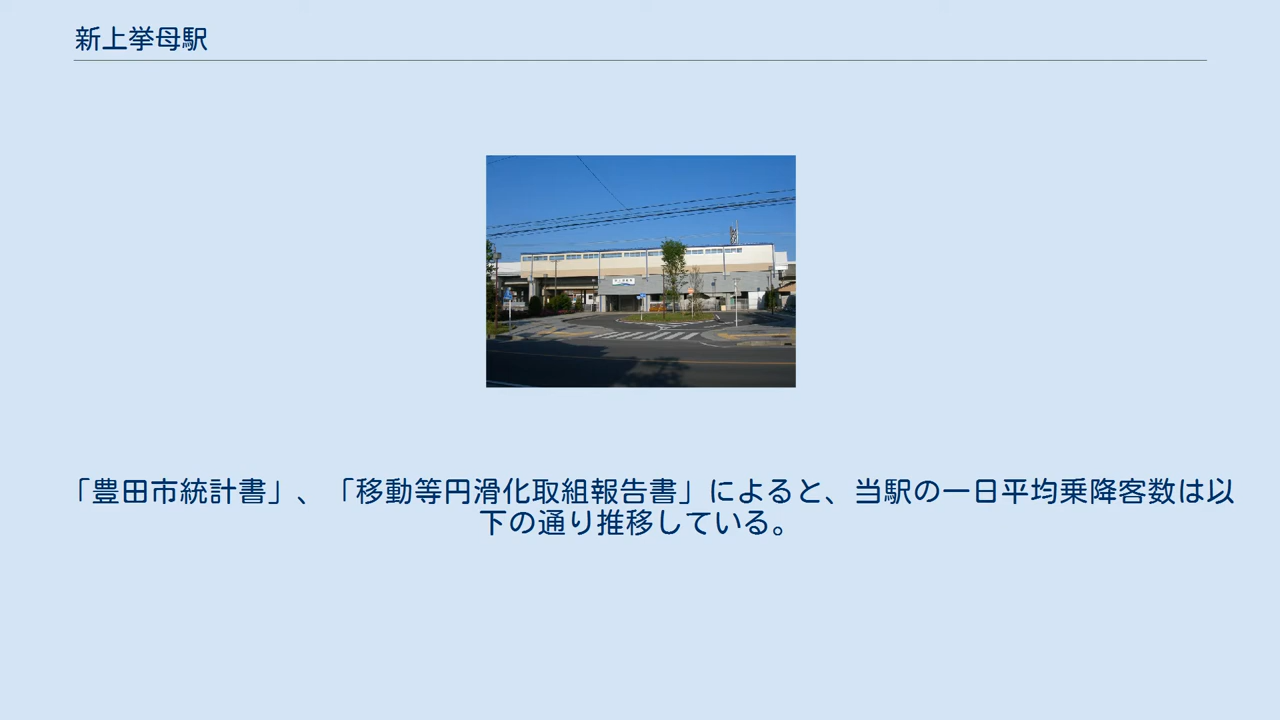 新上挙母駅
「豊田市統計書」、「移動等円滑化取組報告書」によると、当駅の一日平均乗降客数は以
下の通り推移している。